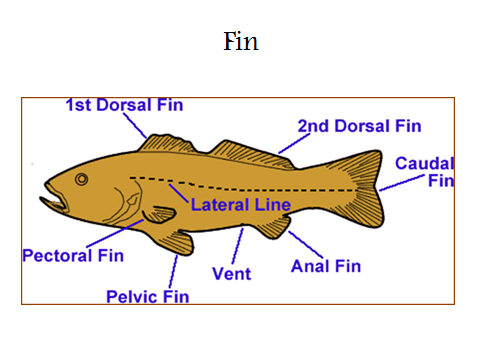 Fin
1st Dorsal Fin
2nd Dorsal Fin
Caudal
Fin
Lateral Line
Pectoral Fin
Vent
Anal Fin
Pelvic Fin